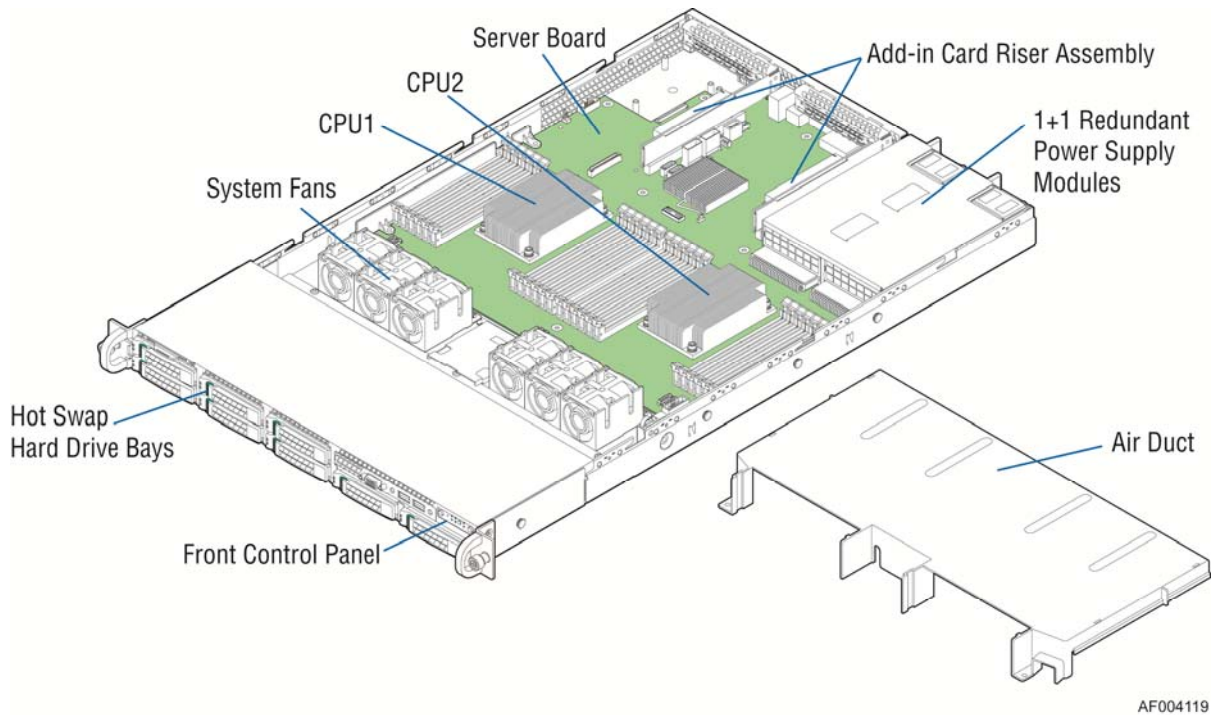 Server Board
Add-in Card Riser Assembly
CPU2
CPU1
1+1 Redundant
Power Supply
Modules
System Fans
Hot Swap
Hard Drive Bays
Air Duct
Front Control Panel
AF004119